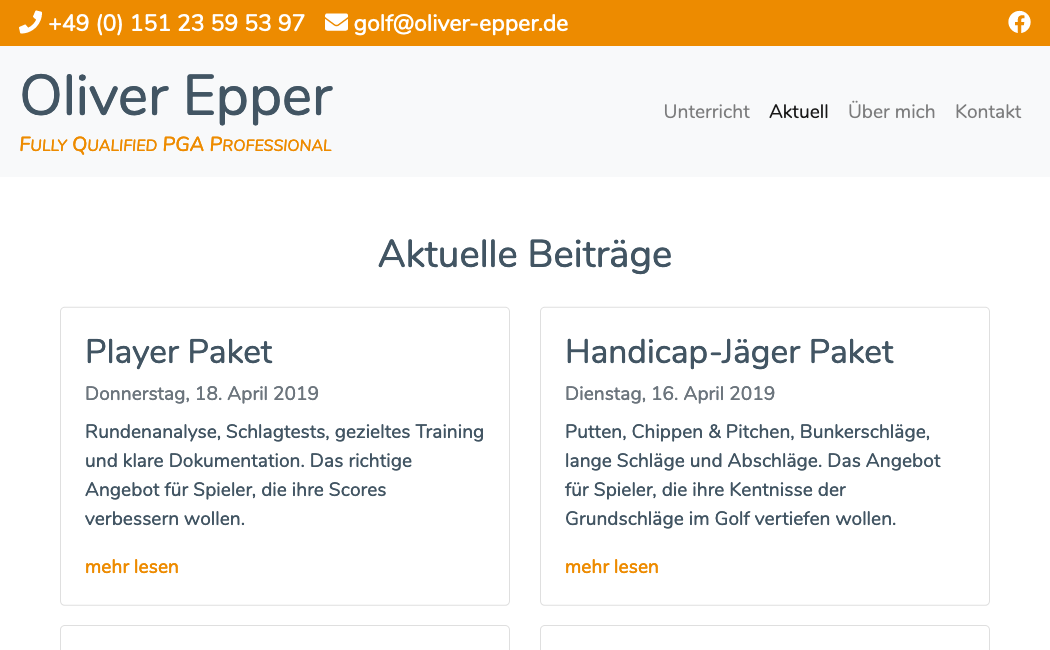 +49 (0) 151 23 59 53 97 golf@oliver-epper.de
Oliver Epper
Fully Qualified PGA Professional
Unterricht Aktuell Über mich Kontakt
Aktuelle Beiträge
Player Paket
Donnerstag, 18. April 2019
Rundenanalyse, Schlagtests, gezieltes Training
und klare Dokumentation. Das richtige
Angebot für Spieler, die ihre Scores
verbessern wollen.
mehr lesen
Handicap-Jäger Paket
Dienstag, 16. April 2019
Putten, Chippen & Pitchen, Bunkerschläge,
lange Schläge und Abschläge. Das Angebot
für Spieler, die ihre Kentnisse der
Grundschläge im Golf vertiefen wollen.
mehr lesen